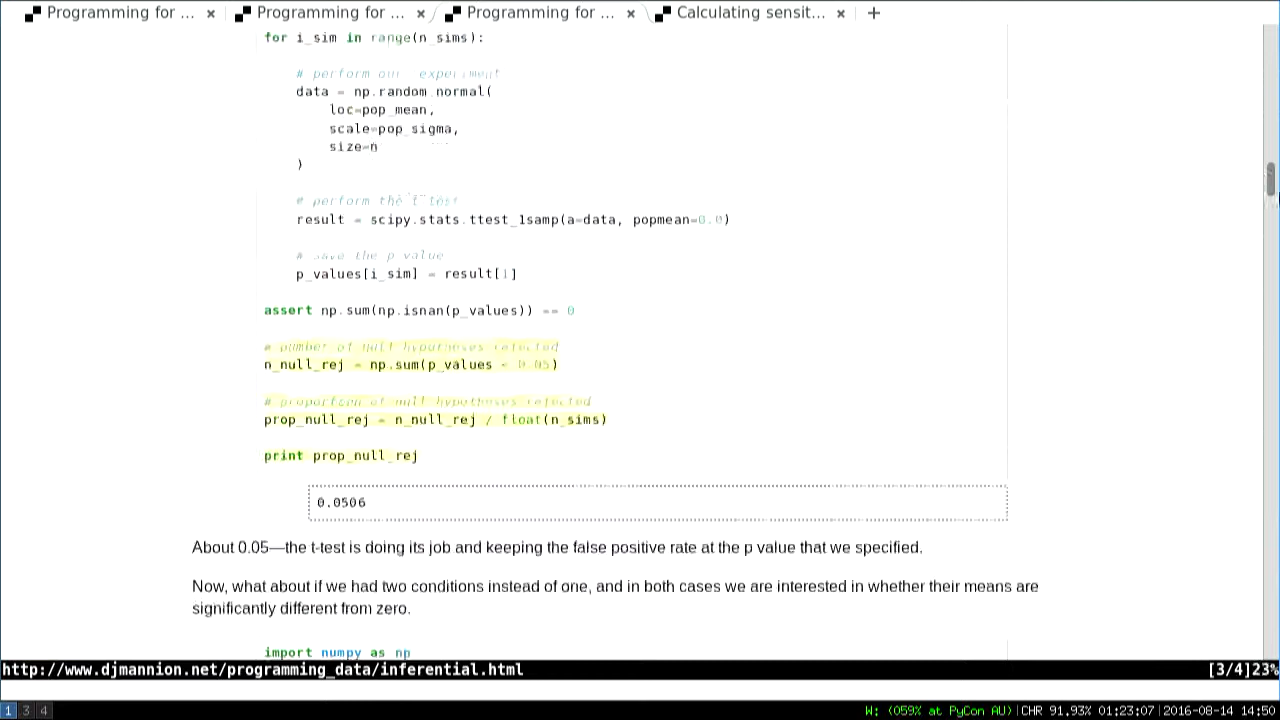 Programming for ... × Programming for ... × Programming for ... × Calculating sensit... × +
for i_sim in range(n_sims):
# perform our experiment
data = np.random.normal(
loc=pop_mean,
scale=pop_sigma,
size=n
)
# perform the t-test
result = scipy.stats.ttest_1samp(a=data, popmean=0.0)
# save the p value
p_values[i_sim] = result[1]
assert np.sum(np.isnan(p_values)) == 0
# number of null hypotheses rejected
n_null_rej = np.sum(p_values < 0.05)
# proportion of null hypotheses rejected
prop_null_rej = n_null_rej / float(n_sims)
print prop_null_rej
0.0506
About 0.05—the t-test is doing its job and keeping the false positive rate at the p value that we specified.
Now, what about if we had two conditions instead of one, and in both cases we are interested in whether their means are
significantly different from zero.
import numpy as np
http://www.djmannion.net/programming_data/inferential.html [3/4]23%
1 3 4 W: (059% at PyCon AU)|CHR 91.93% 01:23:07|2016-08-14 14:50